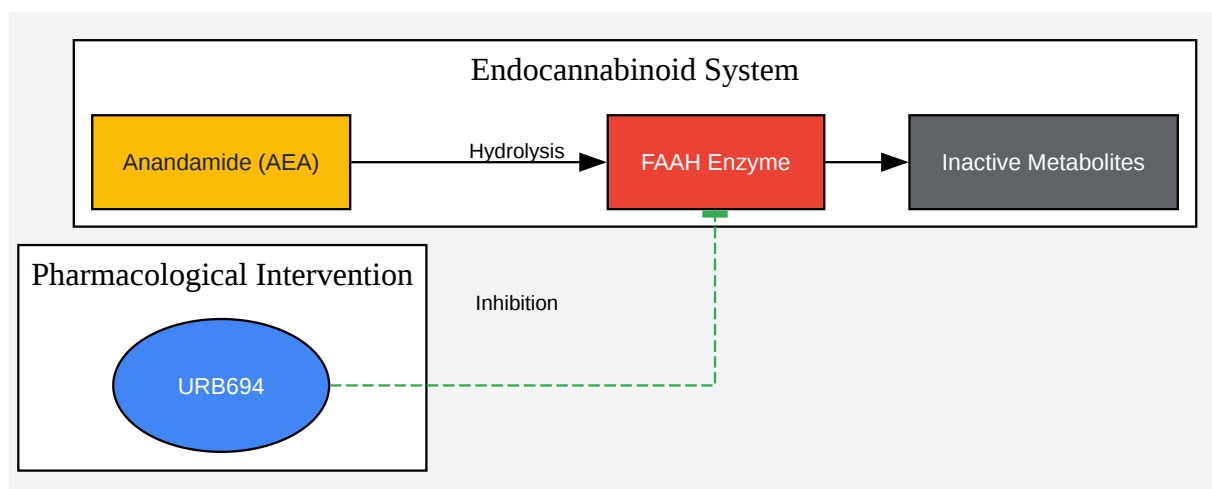 Endocannabinoid System
Anandamide (AEA)
Hydrolysis
FAAH Enzyme
Inactive Metabolites
Pharmacological Intervention
Inhibition
URB694